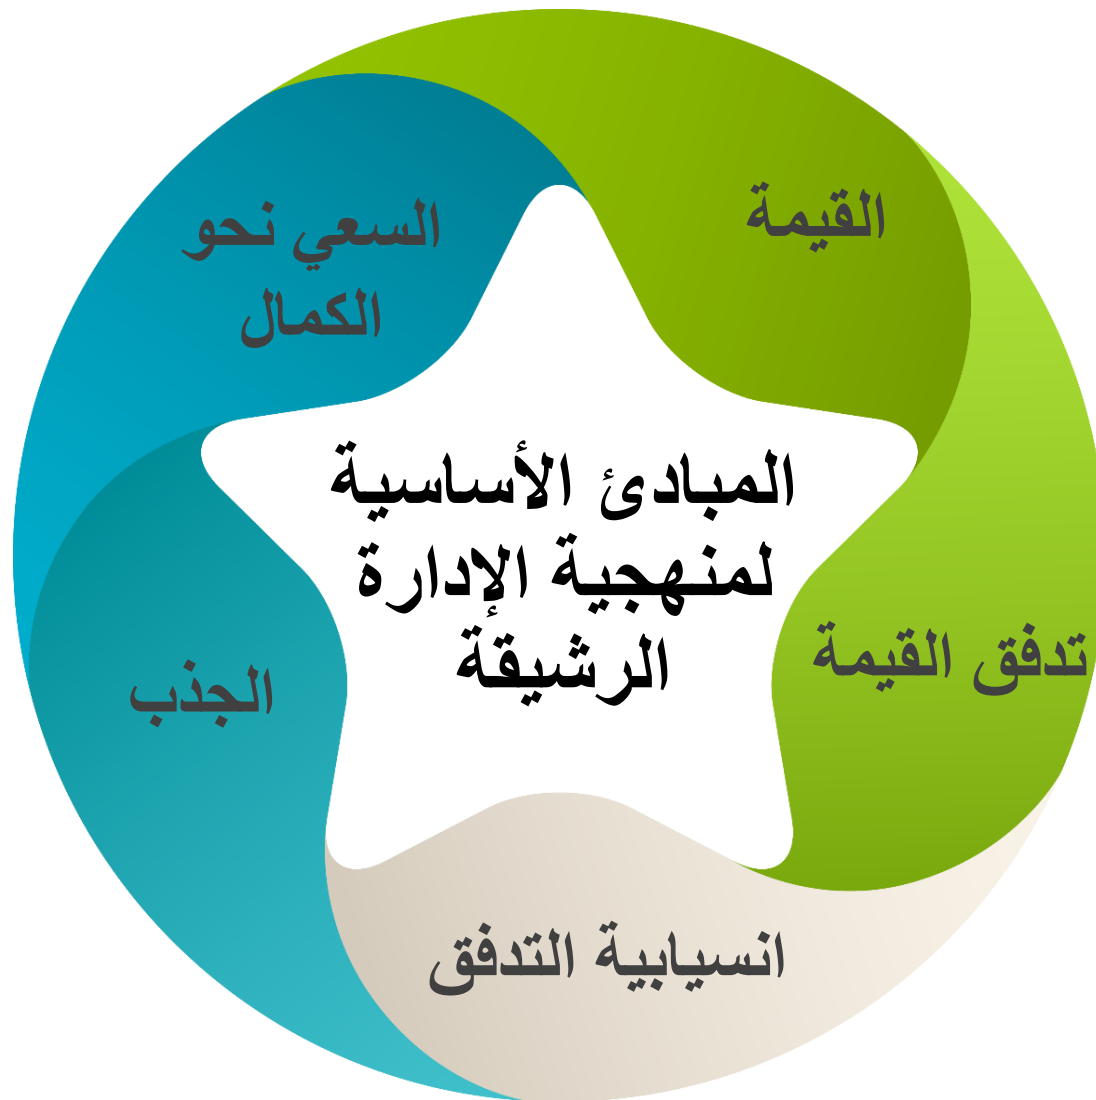 المبادئ الأساسية
لمنهجية الإدارة
الرشيقة
القيمة
تدفق القيمة
انسيابية التدفق
الجذب
السعي نحو
الكمال